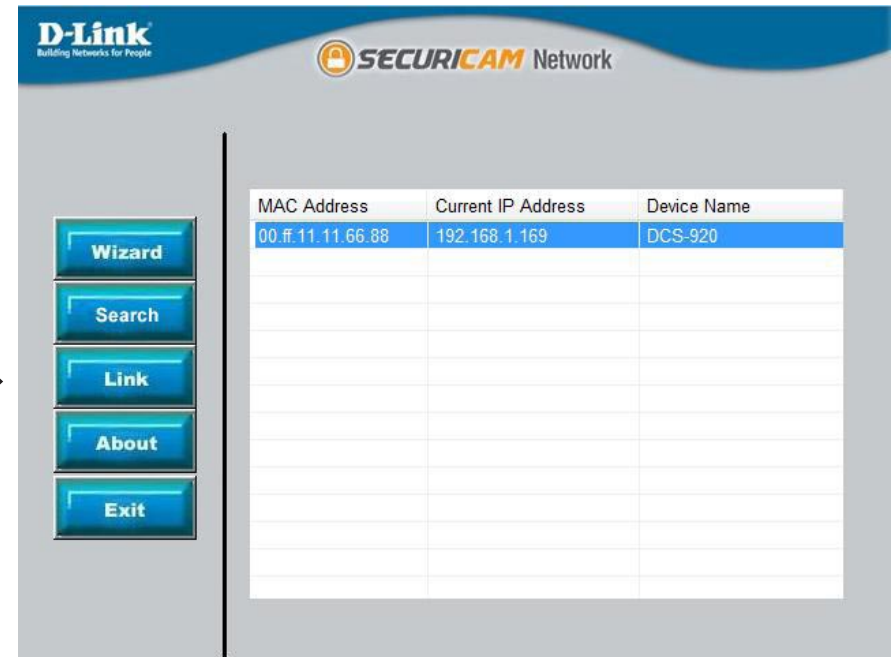 D-Link
Building Networks for People
SECURICAM Network
MAC Address Current IP Address Device Name
00.ff.11.11.66.88 192.168.1.169 DCS-920
Wizard
Search
Link
About
Exit